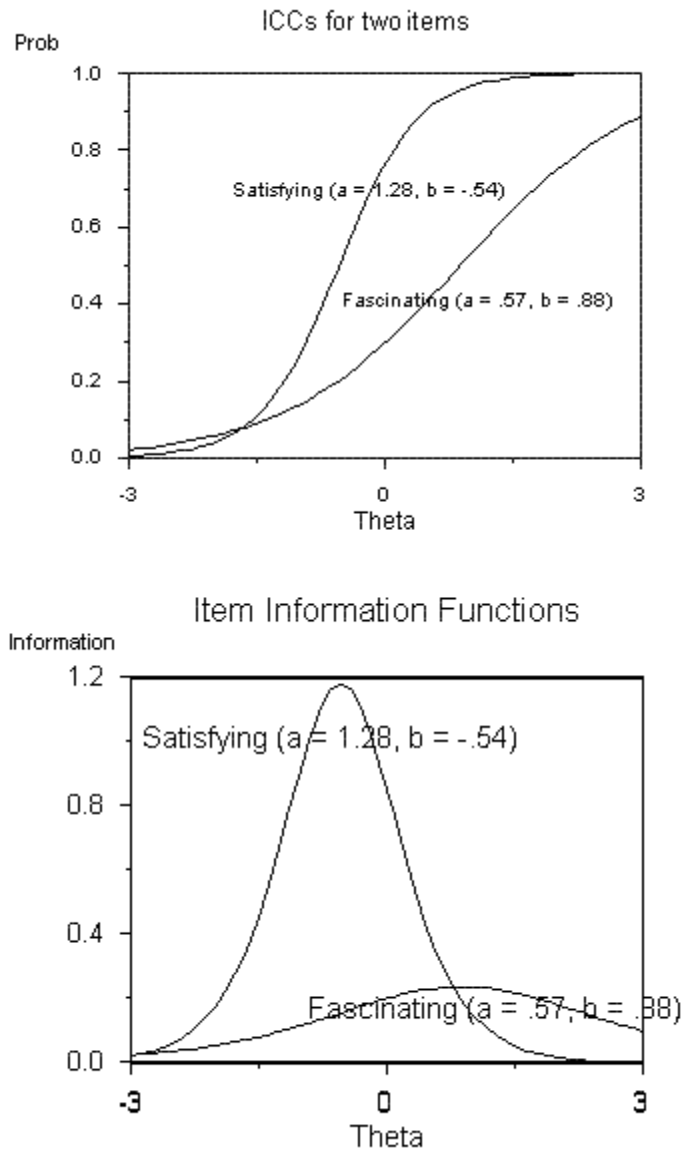 ICCs for two items
Prob
1.0
0.8
Satisfying (a = 1.28, b = -.54)
0.6
0.4
Fascinating (a = .57, b = .88)
0.2
0.0
-3 0 3
Theta
Item Information Functions
Information
1.2
Satisfying (a = 1.28, b = -.54)
0.8
0.4
Fascinating (a = .57, b = .88)
0.0
-3 0 3
Theta